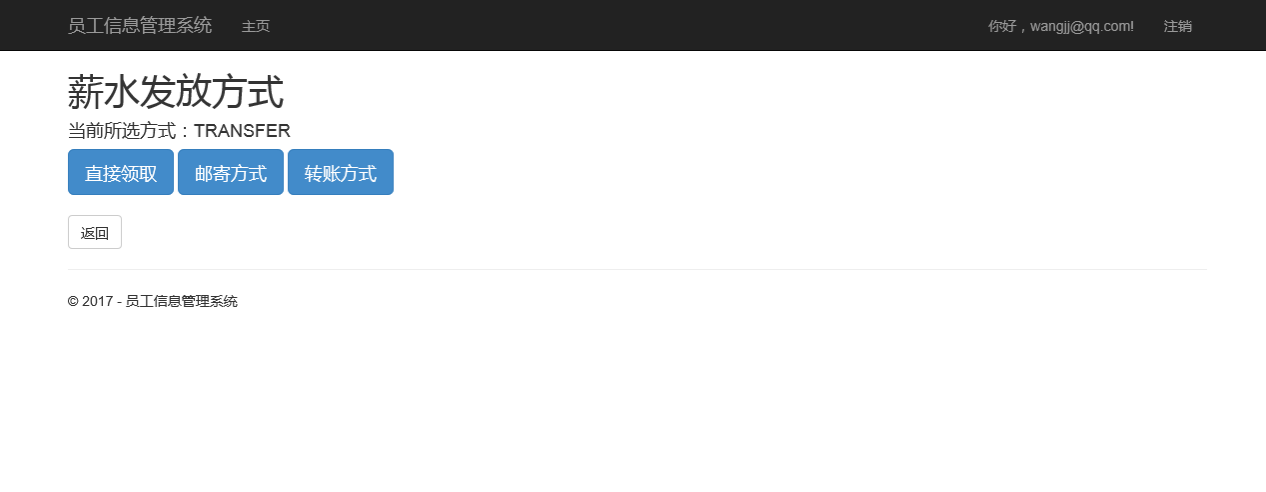 员工信息管理系统 主页 你好，wangjj@qq.com! 注销
薪水发放方式
当前所选方式：TRANSFER
直接领取 邮寄方式 转账方式
返回
© 2017 - 员工信息管理系统